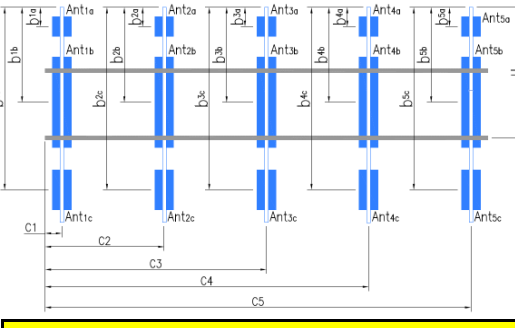 Ant1a Ant2a Ant3a Ant4a Ant5a
b1a b2a b3a b4a b5a
Ant1b Ant2b Ant3b Ant4b Ant5b
b1b b2b b3b b4b b5b
b2c b3c b4c b5c
Ant1c Ant2c Ant3c Ant4c Ant5c
C1
C2
C3
C4
C5